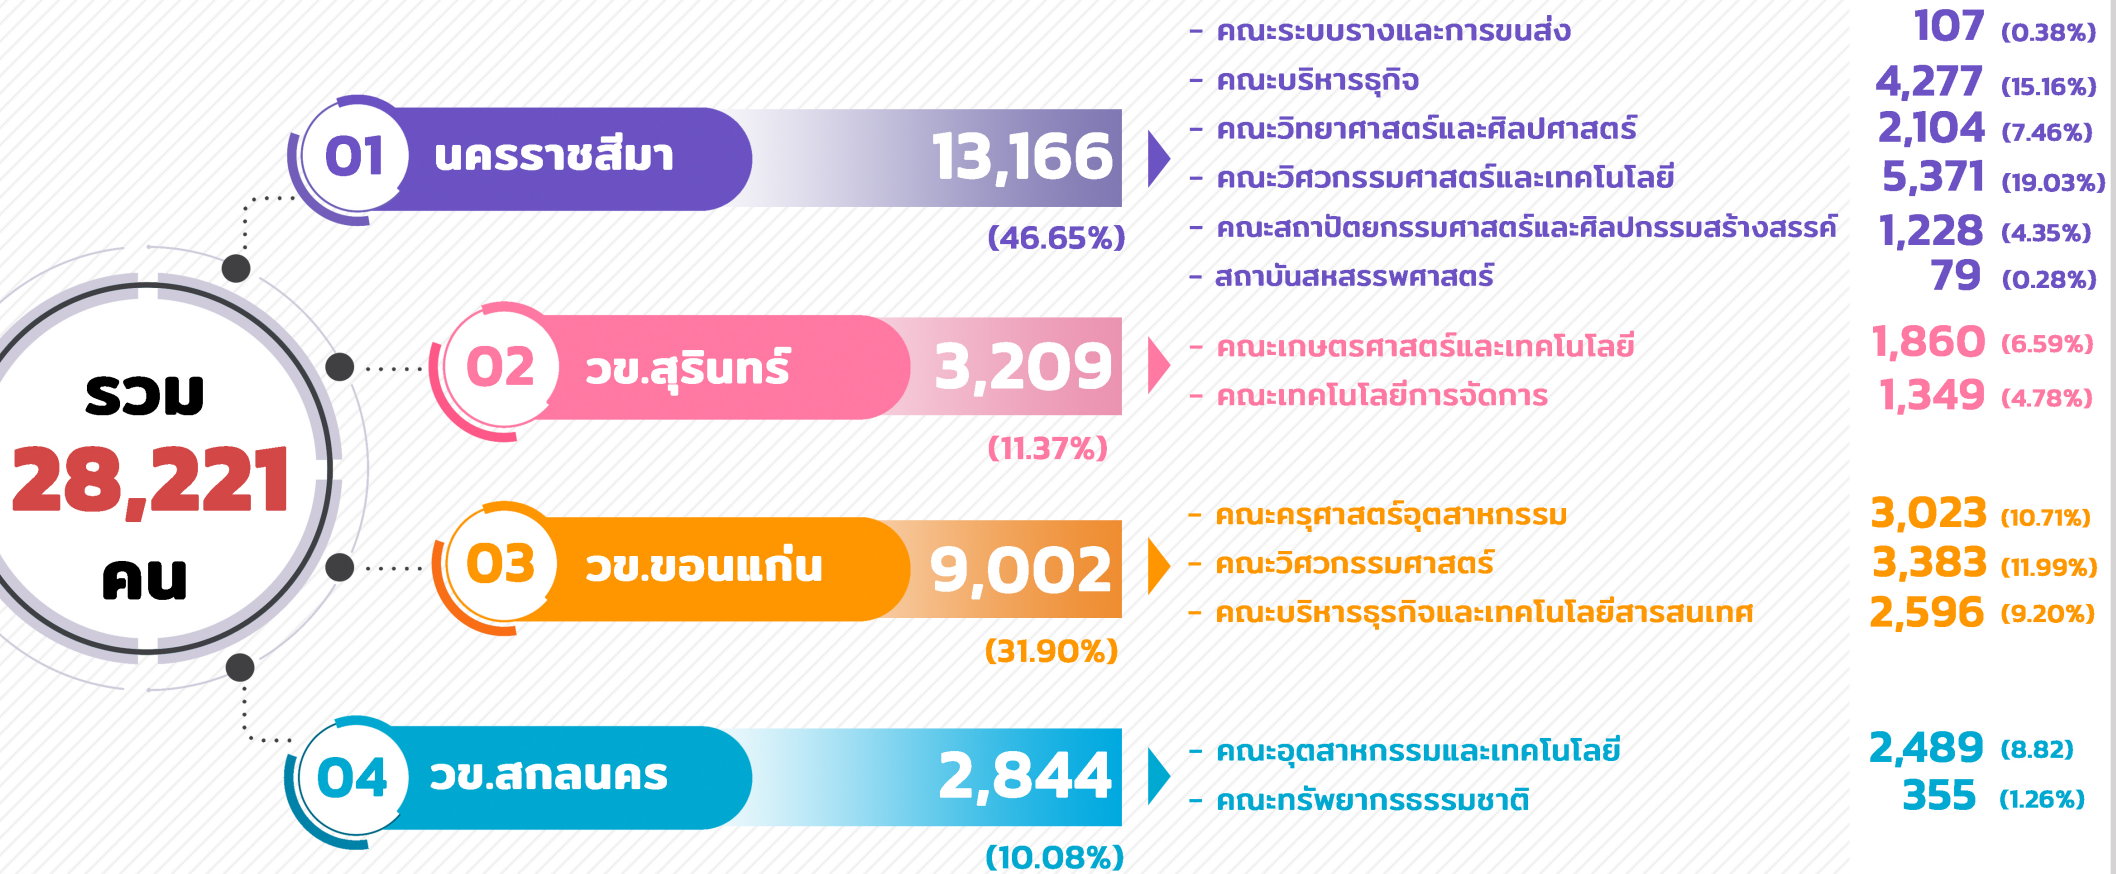 รวม
28,221
คน
01 นครราชสีมา 13,166
(46.65%)
- คณะระบบรางและการขนส่ง 107 (0.38%)
- คณะบริหารธุกิจ 4,277 (15.16%)
- คณะวิทยาศาสตร์และศิลปศาสตร์ 2,104 (7.46%)
- คณะวิศวกรรมศาสตร์และเทคโนโลยี 5,371 (19.03%)
- คณะสถาปัตยกรรมศาสตร์และศิลปกรรมสร้างสรรค์ 1,228 (4.35%)
- สถาบันสหสรรพศาสตร์ 79 (0.28%)
02 วข.สุรินทร์ 3,209
(11.37%)
- คณะเกษตรศาสตร์และเทคโนโลยี 1,860 (6.59%)
- คณะเทคโนโลยีการจัดการ 1,349 (4.78%)
03 วข.ขอนแก่น 9,002
(31.90%)
- คณะครุศาสตร์อุตสาหกรรม 3,023 (10.71%)
- คณะวิศวกรรมศาสตร์ 3,383 (11.99%)
- คณะบริหารธุรกิจและเทคโนโลยีสารสนเทศ 2,596 (9.20%)
04 วข.สกลนคร 2,844
(10.08%)
- คณะอุตสาหกรรมและเทคโนโลยี 2,489 (8.82)
- คณะทรัพยากรธรรมชาติ 355 (1.26%)